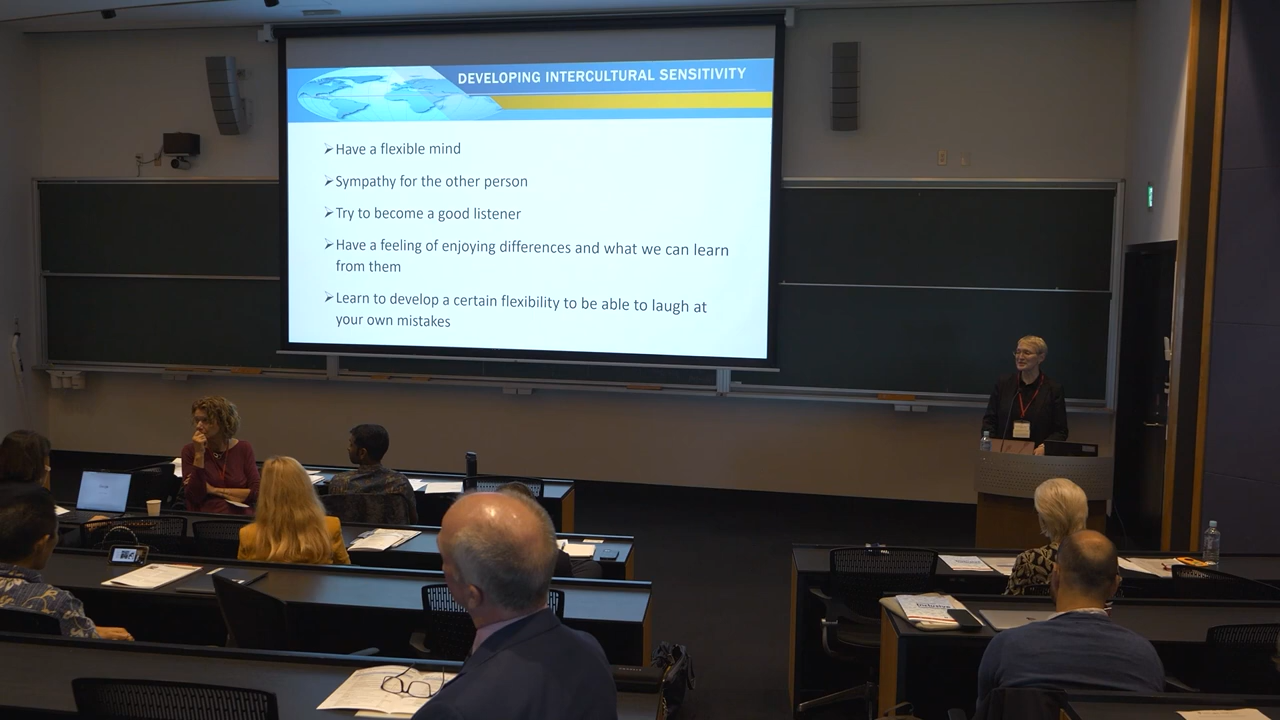 DEVELOPING INTERCULTURAL SENSITIVITY
➢Have a flexible mind
➢Sympathy for the other person
➢Try to become a good listener
➢Have a feeling of enjoying differences and what we can learn
from them
➢Learn to develop a certain flexibility to be able to laugh at
your own mistakes